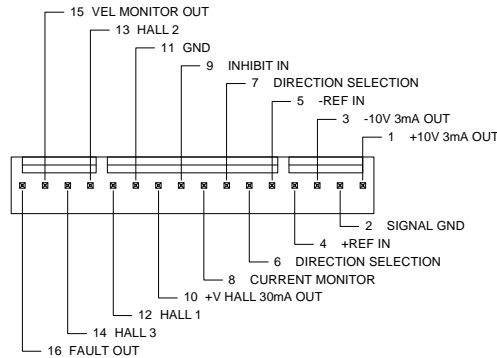 15 VEL MONITOR OUT
13 HALL 2
11 GND
9 INHIBIT IN
7 DIRECTION SELECTION
5 -REF IN
3 -10V 3mA OUT
1 +10V 3mA OUT
2 SIGNAL GND
4 +REF IN
6 DIRECTION SELECTION
8 CURRENT MONITOR
10 +V HALL 30mA OUT
12 HALL 1
14 HALL 3
16 FAULT OUT